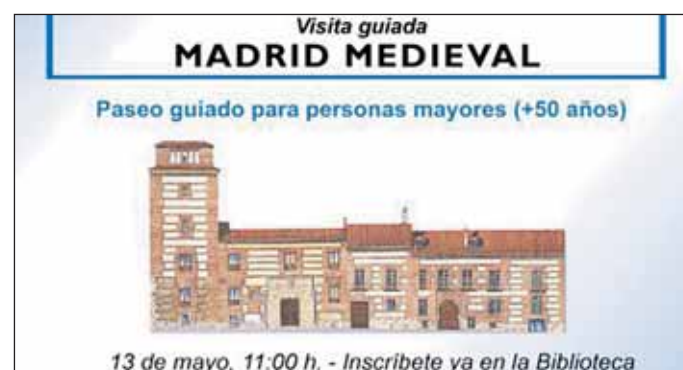 Visita guiada
MADRID MEDIEVAL
Paseo guiado para personas mayores (+50 años)
13 de mayo, 11:00 h. - Inscríbete ya en la Biblioteca